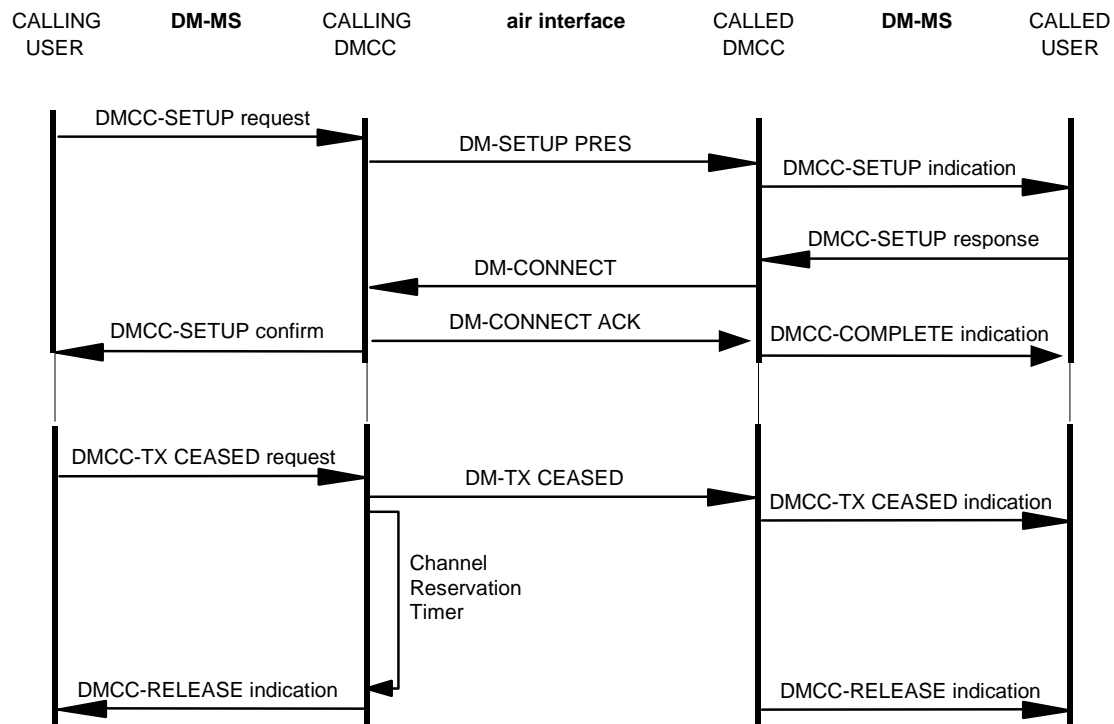 CALLING
USER
DM-MS
CALLING
DMCC
air interface
CALLED
DMCC
DM-MS
CALLED
USER
DMCC-SETUP request
DM-SETUP PRES
DMCC-SETUP indication
DMCC-SETUP response
DM-CONNECT
DMCC-SETUP confirm
DM-CONNECT ACK
DMCC-COMPLETE indication
DMCC-TX CEASED request
DM-TX CEASED
DMCC-TX CEASED indication
Channel
Reservation
Timer
DMCC-RELEASE indication
DMCC-RELEASE indication